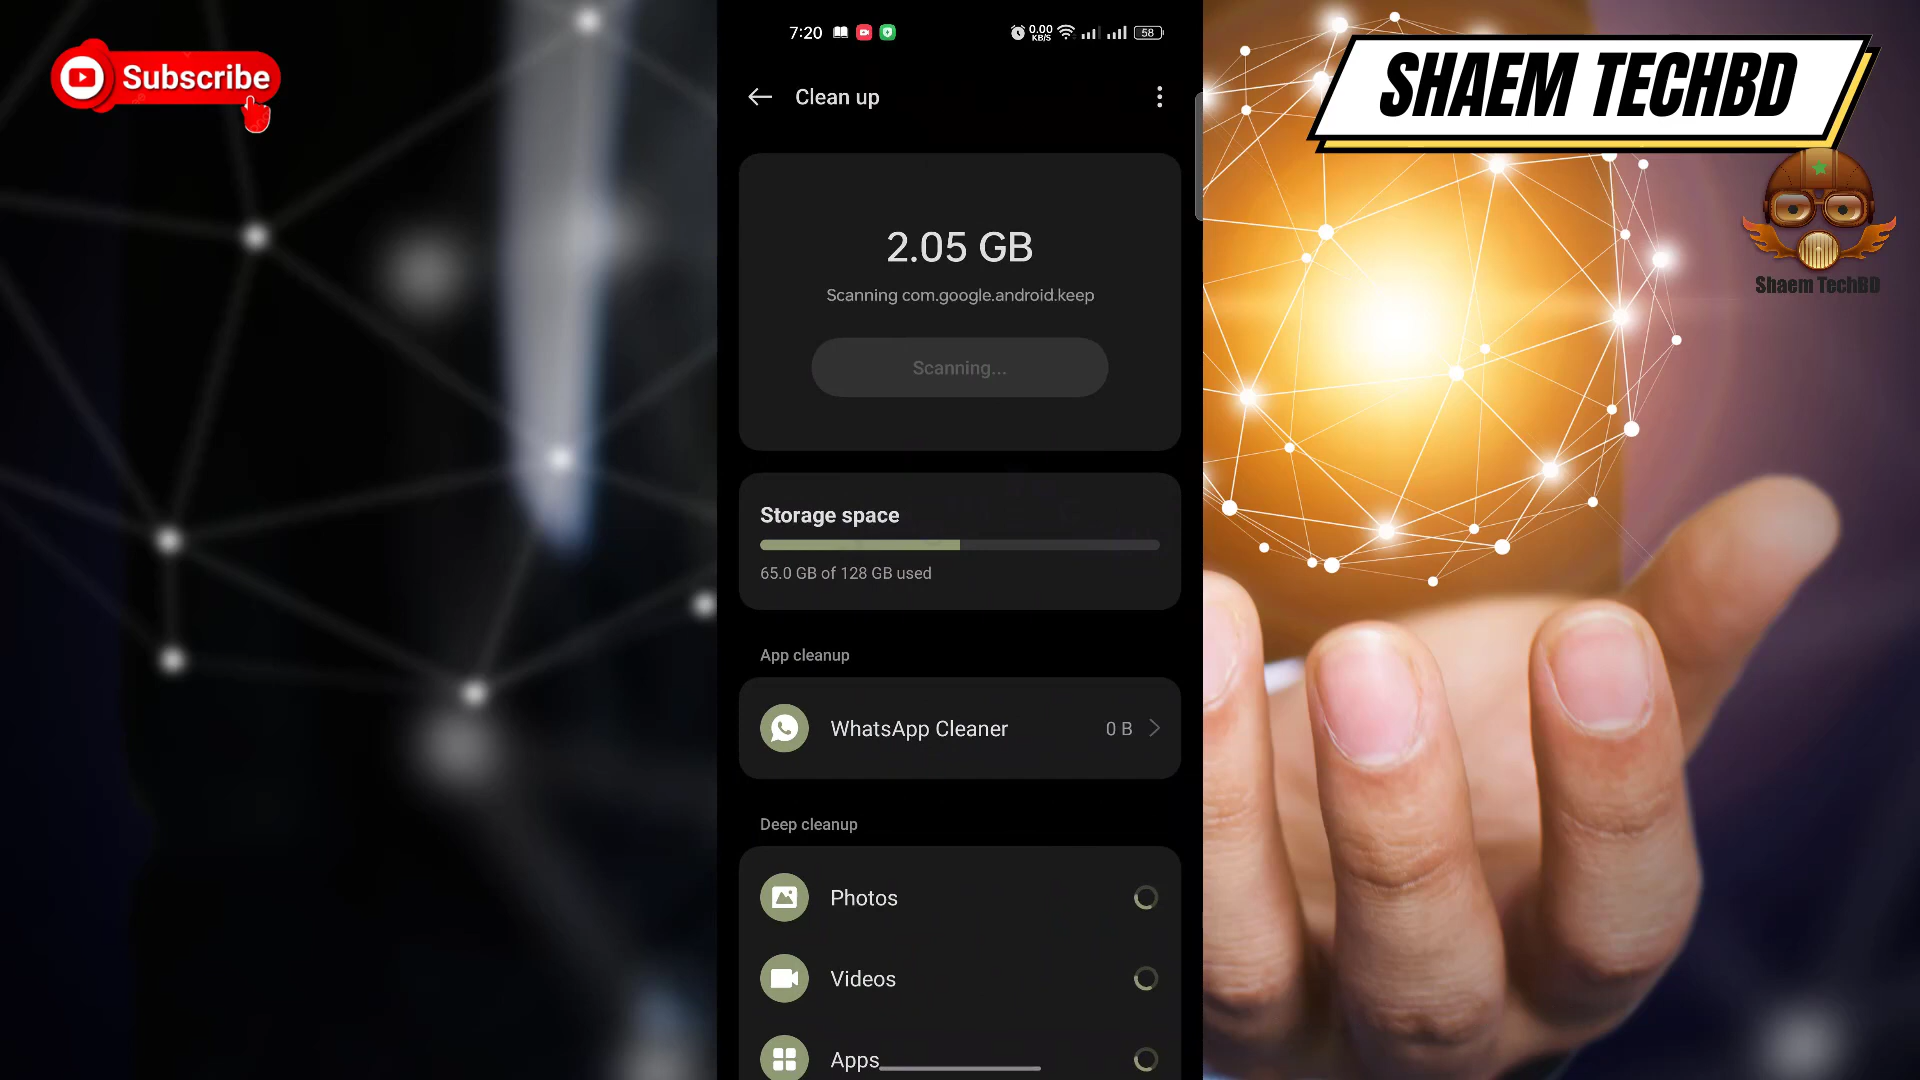 Subscribe
7:20
0.00
KB/S
58
Clean up
2.05 GB
Scanning com.google.android.keep
Scanning...
Storage space
65.0 GB of 128 GB used
App cleanup
WhatsApp Cleaner
0 B
Deep cleanup
Photos
Videos
Apps
SHAEM TECHBD
Shaem TechBD